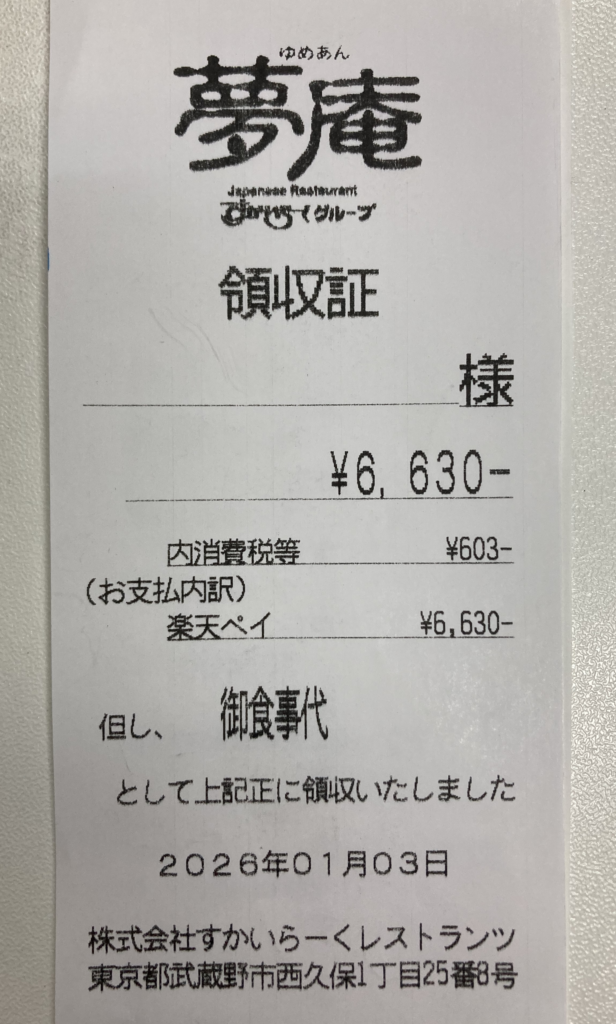 ゆめあん
夢庵
Japanese Restaurant
すかいらーくグループ
領収証
様
¥6,630-
内消費税等 ¥603-
(お支払内訳)
楽天ペイ ¥6,630-
但し、 御食事代
として上記正に領収いたしました
2026年01月03日
株式会社すかいらーくレストランツ
東京都武蔵野市西久保1丁目25番8号